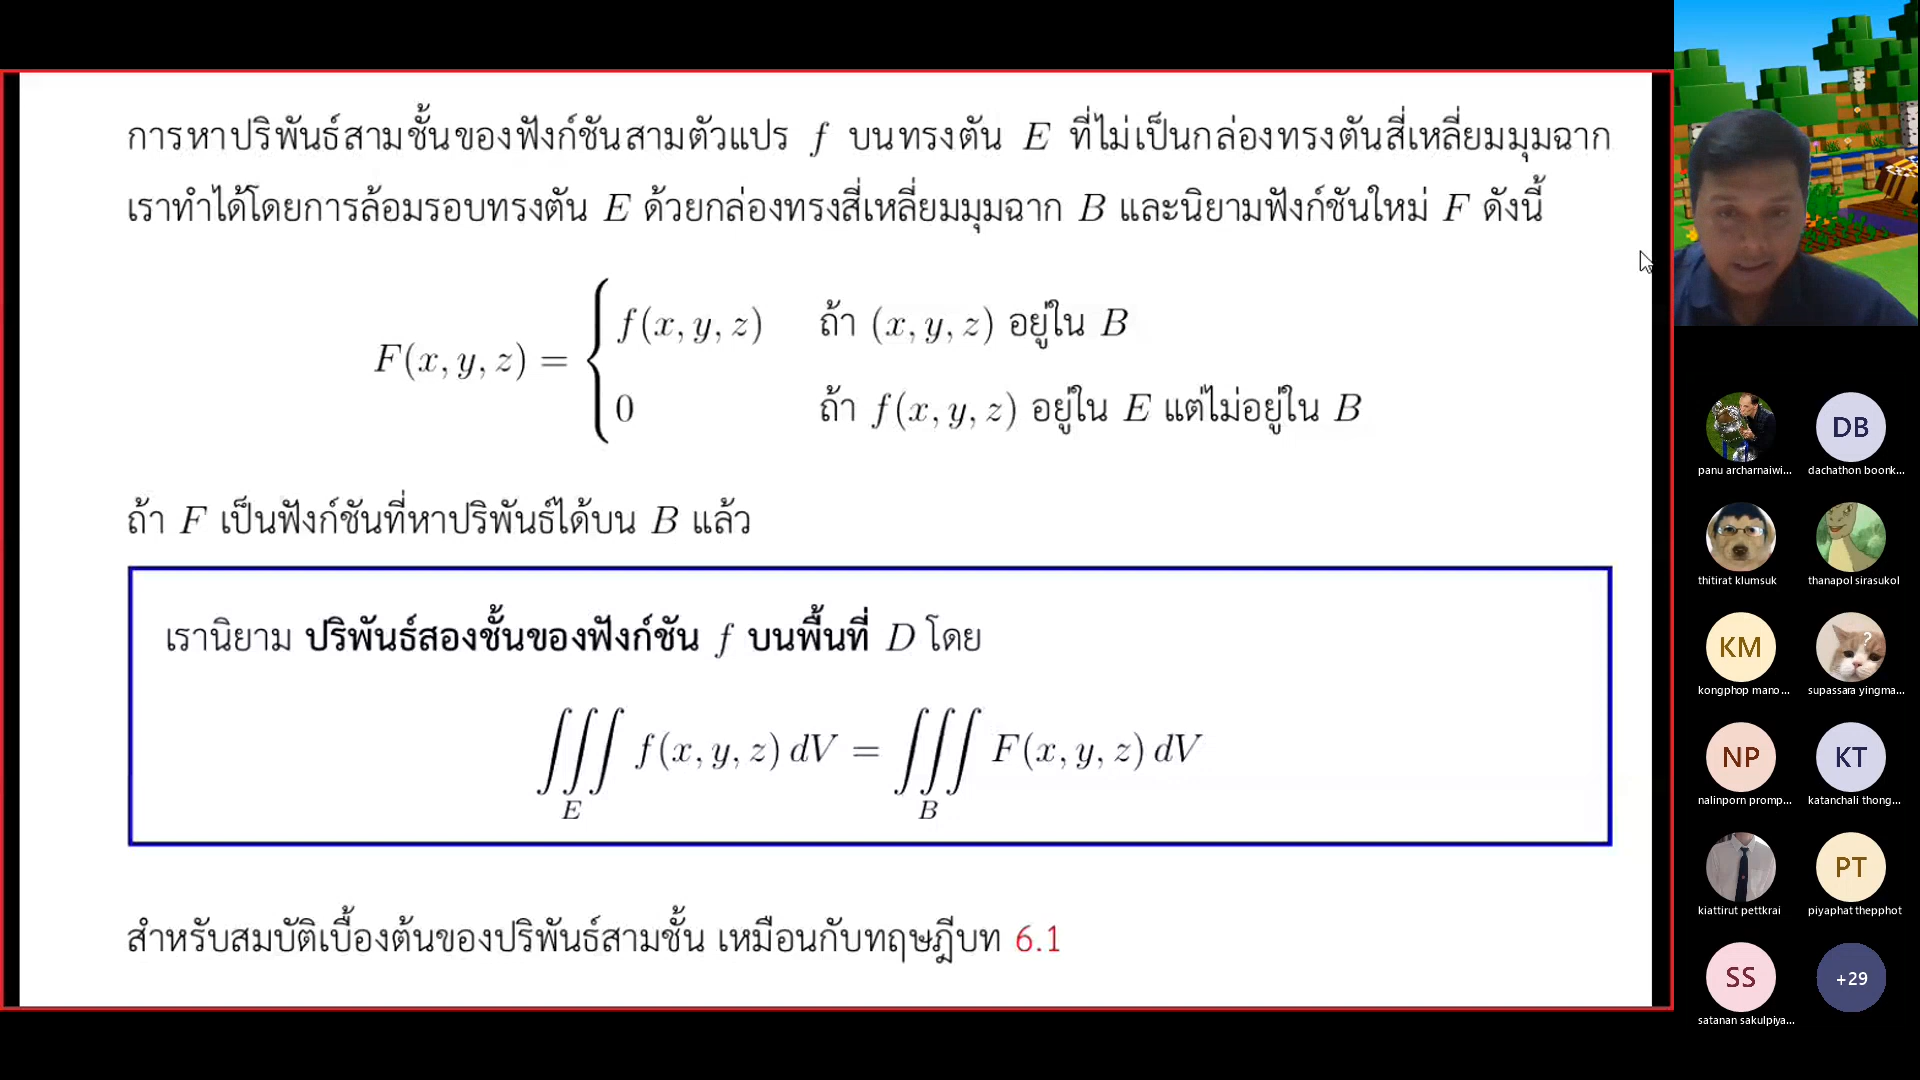 การหาปริพันธ์สามชั้นของฟังก์ชันสามตัวแปร f บนทรงตัน E ที่ไม่เป็นกล่องทรงตันสี่เหลี่ยมมุมฉาก
เราทำได้โดยการล้อมรอบทรงตัน E ด้วยกล่องทรงสี่เหลี่ยมมุมฉาก B และนิยามฟังก์ชันใหม่ F ดังนี้
F(x, y, z) = { f(x, y, z) ถ้า (x, y, z) อยู่ใน B
0 ถ้า f(x, y, z) อยู่ใน E แต่ไม่อยู่ใน B
ถ้า F เป็นฟังก์ชันที่หาปริพันธ์ได้บน B แล้ว
เรานิยาม ปริพันธ์สองชั้นของฟังก์ชัน f บนพื้นที่ D โดย
∭ f(x, y, z) dV = ∭ F(x, y, z) dV
E B
สำหรับสมบัติเบื้องต้นของปริพันธ์สามชั้น เหมือนกับทฤษฎีบท 6.1
DB
panu archarnaiwi... dachathon boonk...
thitirat klumsuk thanapol sirasukol
KM ?
kongphop mano... supassara yingma...
NP KT
nalinporn promp... katanchali thong...
PT
kiattirut pettkrai piyaphat thepphot
SS +29
satanan sakulpiya...